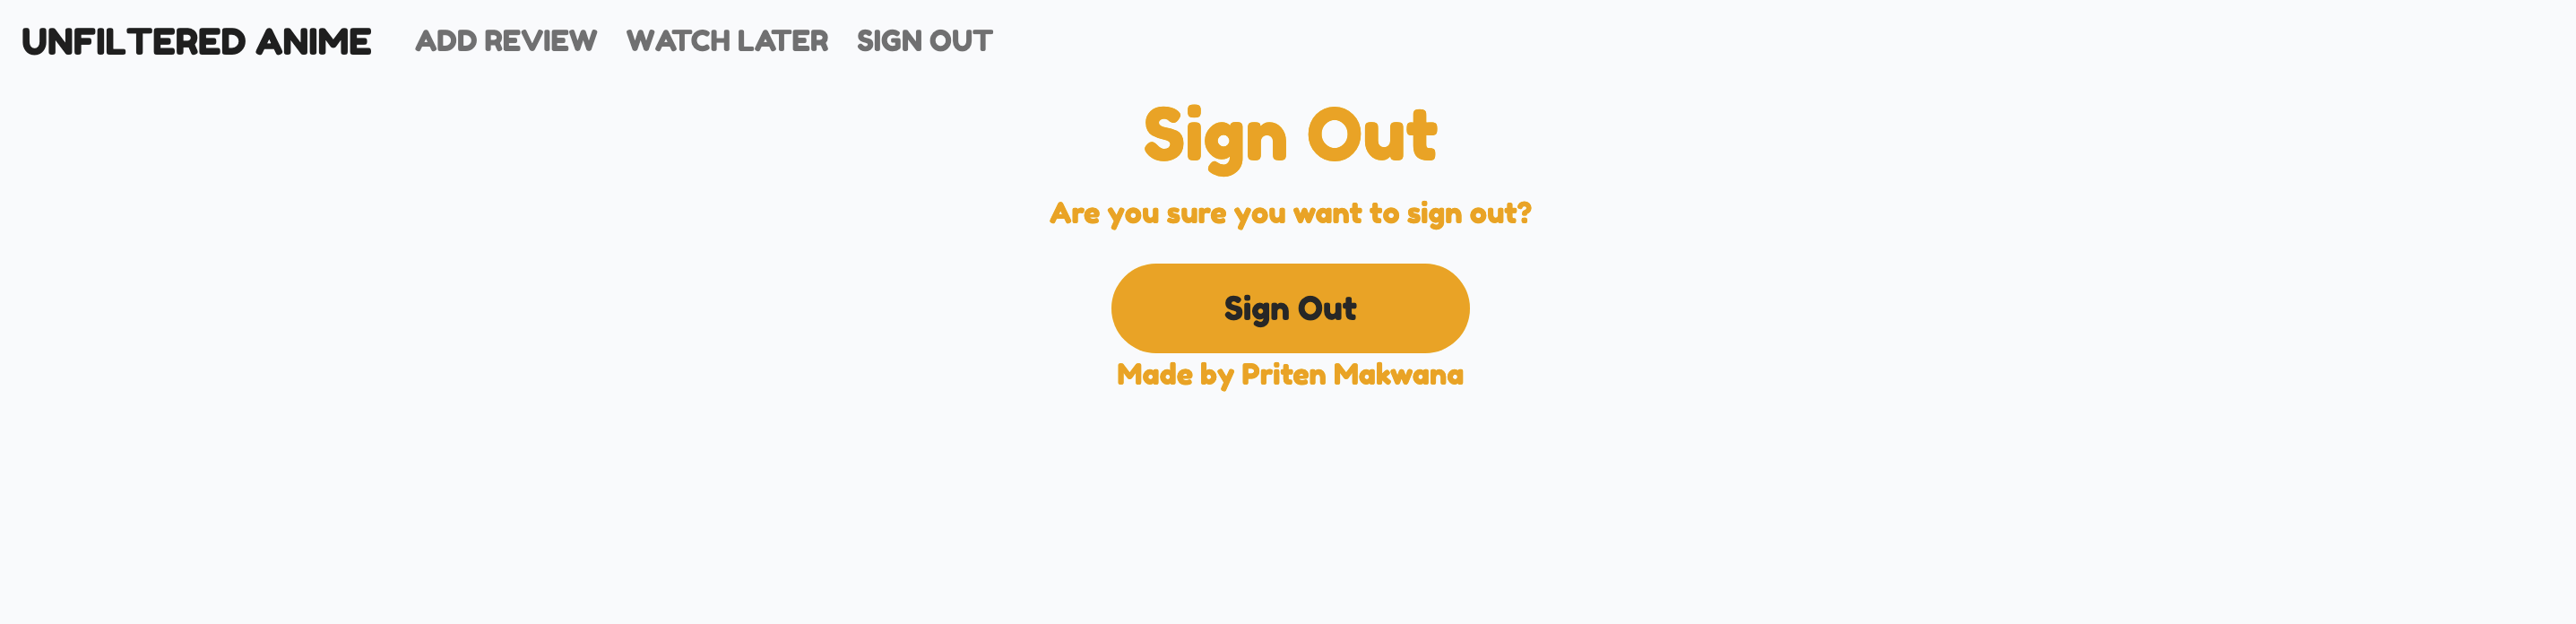 UNFILTERED ANIME ADD REVIEW WATCH LATER SIGN OUT
Sign Out
Are you sure you want to sign out?
Sign Out
Made by Priten Makwana